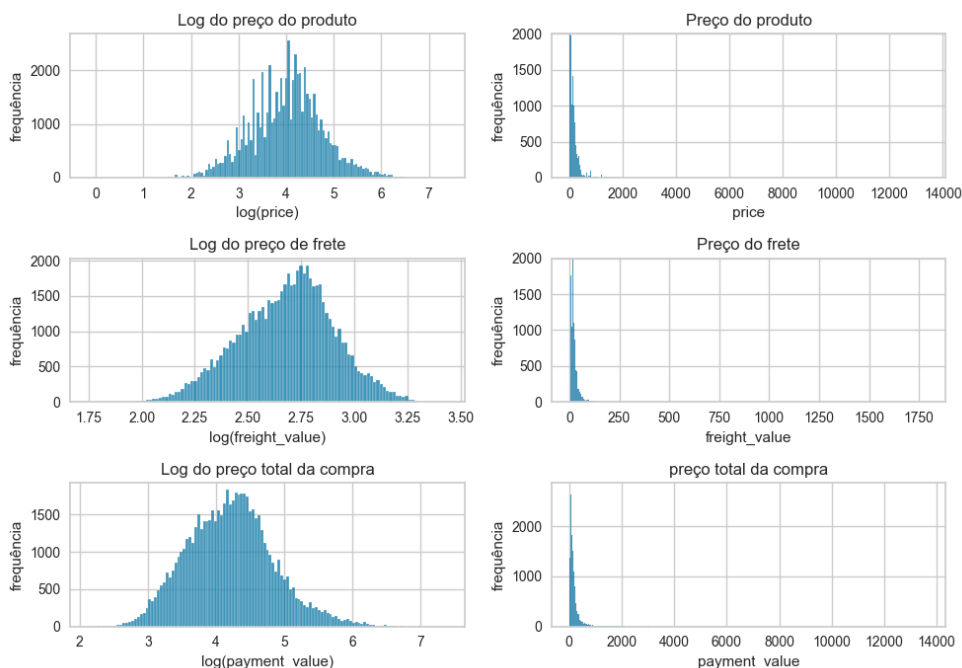 Log do preço do produto
frequência
2000
1000
0
0 1 2 3 4 5 6 7
log(price)
Preço do produto
frequência
2000
1500
1000
500
0
0 2000 4000 6000 8000 10000 12000 14000
price
Log do preço de frete
frequência
2000
1500
1000
500
0
1.75 2.00 2.25 2.50 2.75 3.00 3.25 3.50
log(freight_value)
Preço do frete
frequência
2000
1500
1000
500
0
0 250 500 750 1000 1250 1500 1750
freight_value
Log do preço total da compra
frequência
1500
1000
500
0
2 3 4 5 6 7
log(payment_value)
preço total da compra
frequência
2000
1000
0
0 2000 4000 6000 8000 10000 12000 14000
payment_value